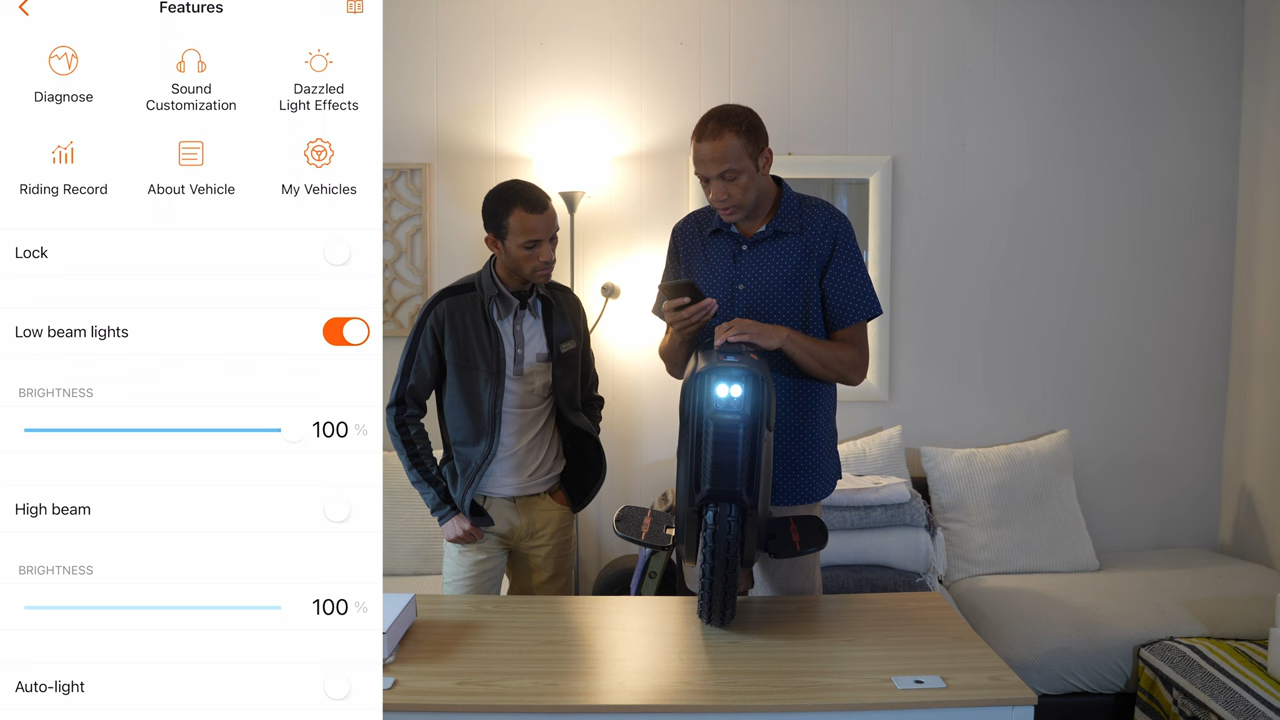 Features
Diagnose
Sound
Customization
Dazzled
Light Effects
Riding Record
About Vehicle
My Vehicles
Lock
Low beam lights
BRIGHTNESS
100 %
High beam
BRIGHTNESS
100 %
Auto-light